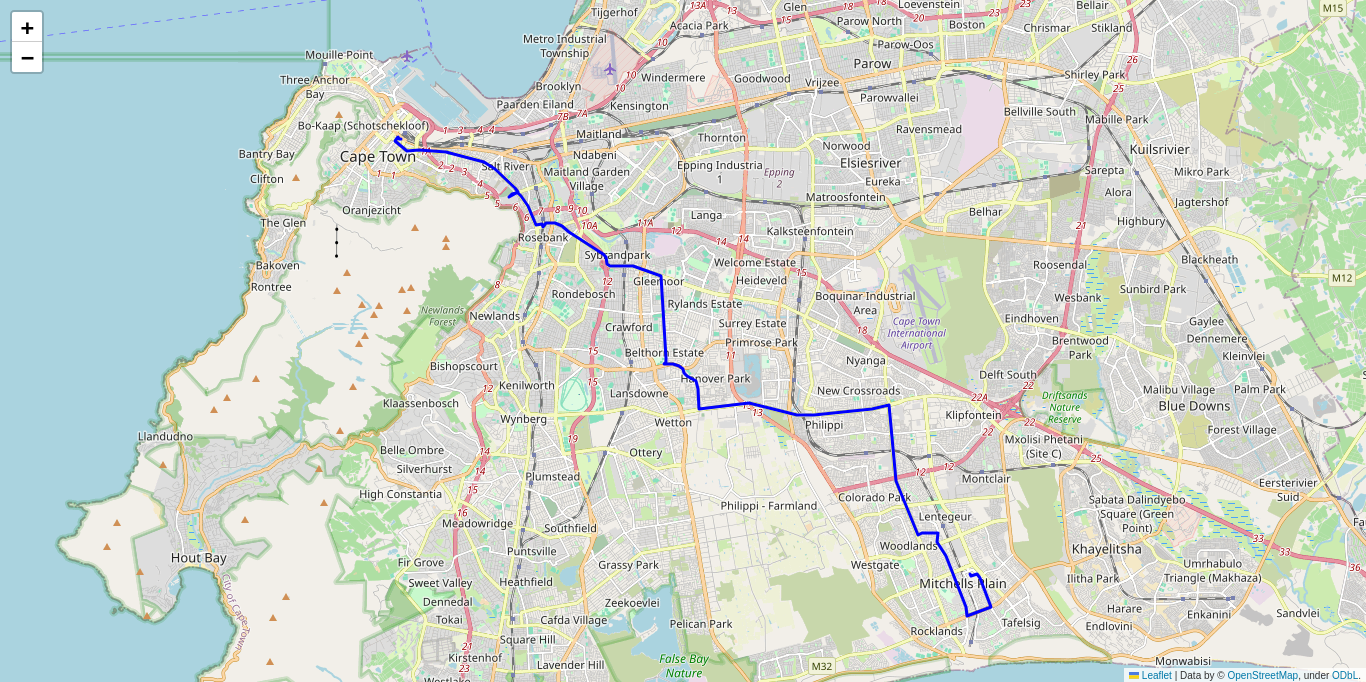 +
−
Tijgerhof
13A
Glen
Loevenstein
Bellair
M15
Acacia Park
Parow North
Boston
Chrismar
Stikland
Metro Industrial
Township
Mouille Point
Parow-Oos
Parow
Three Anchor
Bay
Windermere
Goodwood
Vrijzee
Shirley Park
Brooklyn
Paarden Eiland
Kensington
Parowvallei
Bellville South
Mabille Park
Bo-Kaap (Schotschekloof)
Maitland
Thornton
Ravensmead
Cape Town
Bantry Bay
Ndabeni
Norwood
Kuilsrivier
Salt River
Maitland Garden
Village
Epping Industria
1
Epping
2
Elsiesriver
Sarepta
Mikro Park
Clifton
Eureka
Matroosfontein
Alora
Jagtershof
Oranjezicht
The Glen
Langa
Belhar
Highbury
Rosebank
11A
10A
Kalksteenfontein
Sybrandpark
Welcome Estate
Blackheath
Bakoven
Rontree
Roosendal
M12
Glenmoor
Heideveld
Sunbird Park
Rondebosch
Rylands Estate
Boquinar Industrial
Area
Wesbank
Newlands
Forest
Newlands
Crawford
Surrey Estate
Cape Town
International
Airport
Eindhoven
Gaylee
Dennemere
Brentwood
Park
Primrose Park
Belthorn Estate
Nyanga
Kleinvlei
Bishopscourt
Hanover Park
Delft South
Kenilworth
Lansdowne
New Crossroads
Malibu Village
Palm Park
Klaassenbosch
22A
Driftsands
Nature
Reserve
Blue Downs
Wynberg
Wetton
Philippi
Klipfontein
Forest Village
Llandudno
Mxolisi Phetani
(Site C)
Belle Ombre
Ottery
Silverhurst
Plumstead
Montclair
Eersterivier
Suid
High Constantia
Colorado Park
Sabata Dalindyebo
Square (Green
Point)
Philippi - Farmland
Meadowridge
Southfield
Lentegeur
Hout Bay
Puntsville
Woodlands
Khayelitsha
Fir Grove
Grassy Park
Westgate
Umrhabulo
Triangle (Makhaza)
City of Cape Town
Sweet Valley
Heathfield
Mitchells Plain
Ilitha Park
Dennedal
Zeekoevlei
Harare
Enkanini
Sandvlei
Tokai
Cafda Village
Pelican Park
Tafelsig
Endlovini
Square Hill
Rocklands
Kirstenhof
Lavender Hill
False Bay
Nature
M32
Monwabisi
Westlake
Leaflet | Data by © OpenStreetMap, under ODbL.